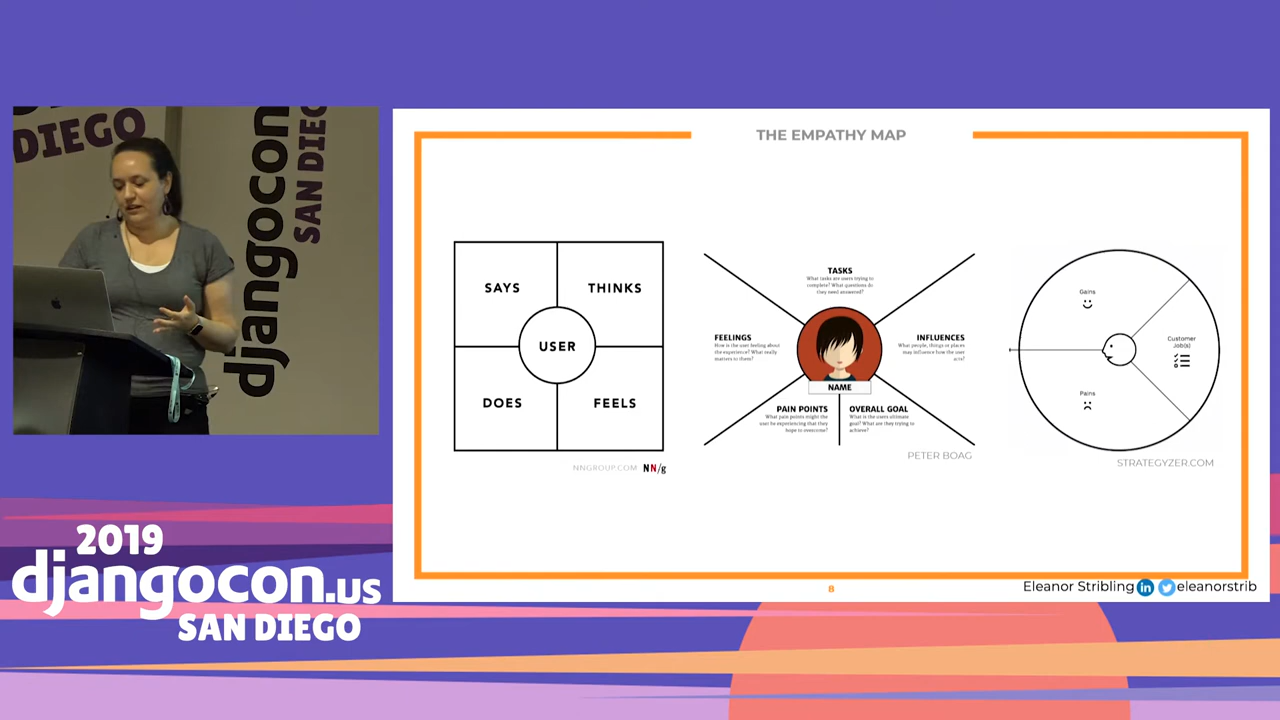 DIEGO
djangocon
SAN DIEG
2019
djangocon.us
SAN DIEGO
THE EMPATHY MAP
SAYS
THINKS
USER
DOES
FEELS
NNGROUP.COM NN/g
TASKS
What tasks are users trying to
complete? What questions do
they need answered?
FEELINGS
How is the user feeling about
the experience? What really
matters to them?
INFLUENCES
What people, things or places
may influence how the user
acts?
NAME
PAIN POINTS
What pain points might the
user be experiencing that they
hope to overcome?
OVERALL GOAL
What is the users ultimate
goal? What are they trying to
achieve?
PETER BOAG
Gains
Customer
Job(s)
Pains
STRATEGYZER.COM
8
Eleanor Stribling in eleanorstrib